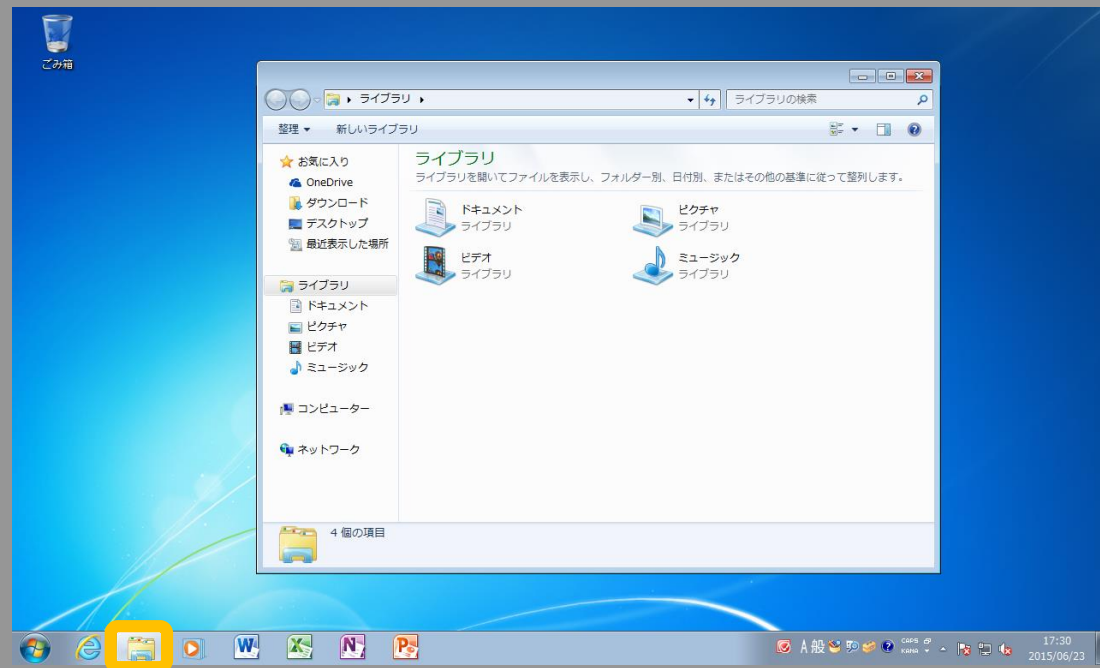 ごみ箱
ライブラリ
ライブラリの検索
整理
新しいライブラリ
お気に入り
OneDrive
ダウンロード
デスクトップ
最近表示した場所
ライブラリ
ドキュメント
ピクチャ
ビデオ
ミュージック
コンピューター
ネットワーク
ライブラリ
ライブラリを開いてファイルを表示し、フォルダー別、日付別、またはその他の基準に従って整列します。
ドキュメント
ライブラリ
ピクチャ
ライブラリ
ビデオ
ライブラリ
ミュージック
ライブラリ
4 個の項目
A 般
CAPS
KANA
17:30
2015/06/23